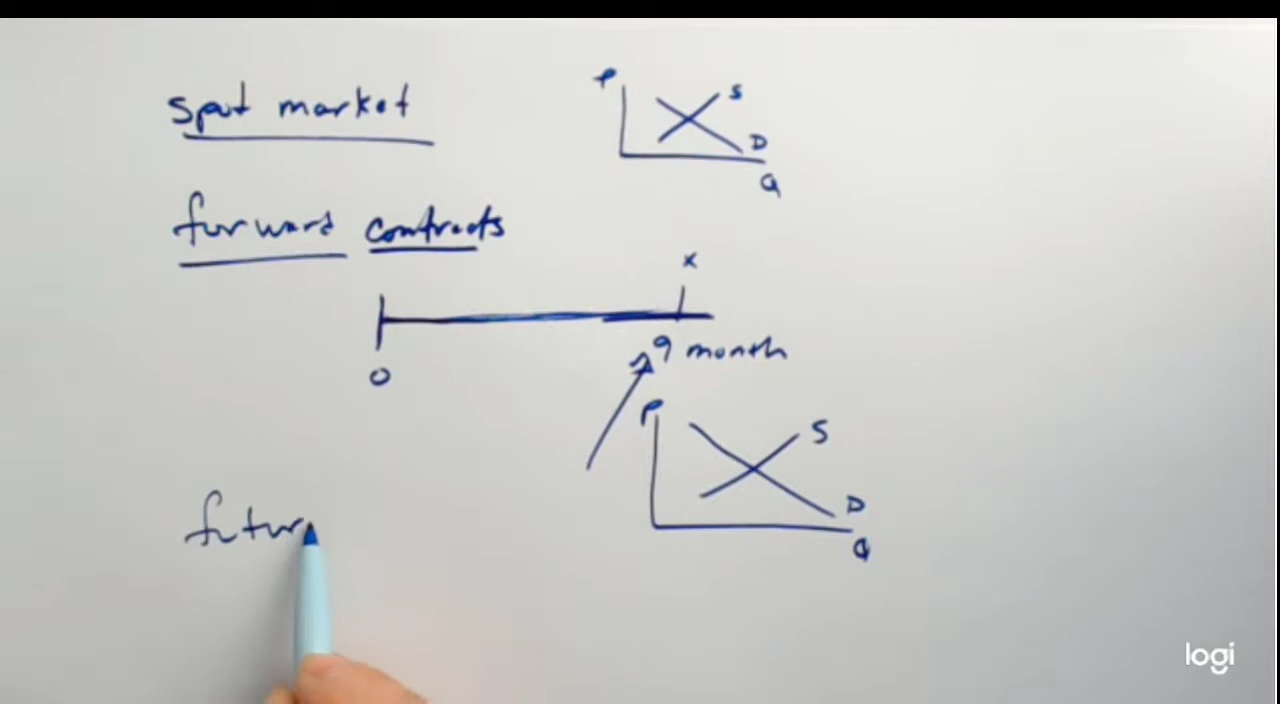 spot market
P
S
D
Q
forward contracts
x
0
9 month
P
S
D
Q
futur
logi